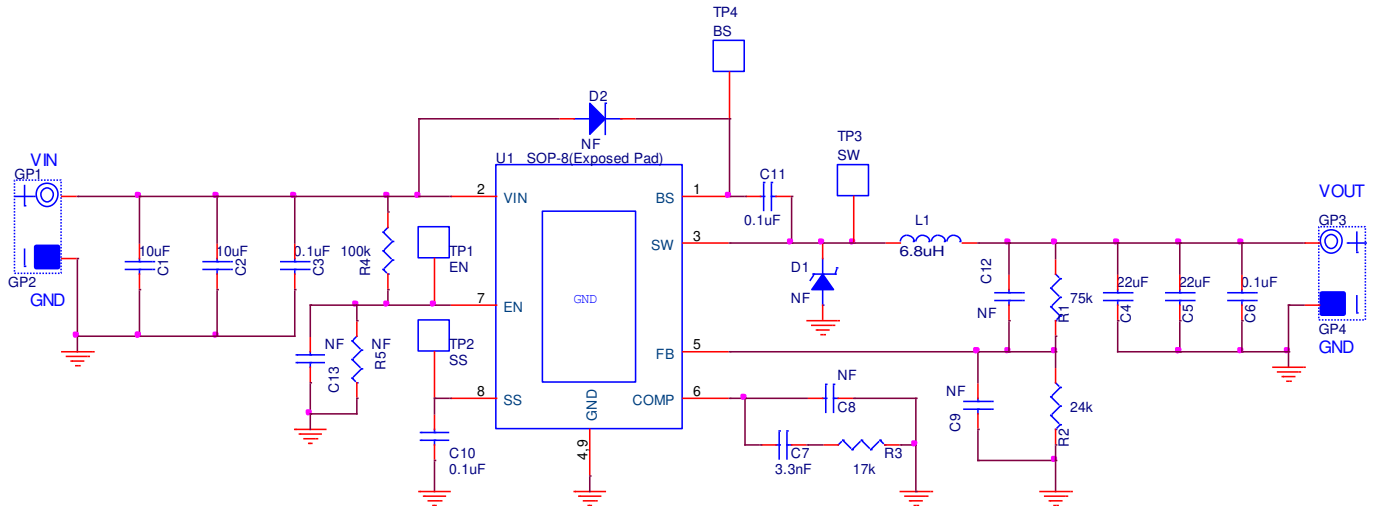 TP4
BS
D2
NF
TP3
SW
U1 SOP-8(Exposed Pad)
VIN
GP1
+
−
GP2
GND
10uF
C1
10uF
C2
0.1uF
C3
100k
R4
TP1
EN
NF
C13
NF
R5
TP2
SS
C10
0.1uF
2
VIN
7
EN
8
SS
GND
GND
4,9
BS
1
SW
3
FB
5
COMP
6
C11
0.1uF
D1
NF
L1
6.8uH
C12
NF
75k
R1
22uF
C4
22uF
C5
0.1uF
C6
VOUT
GP3
+
−
GP4
GND
NF
C8
C7
3.3nF
R3
17k
NF
C9
24k
R2